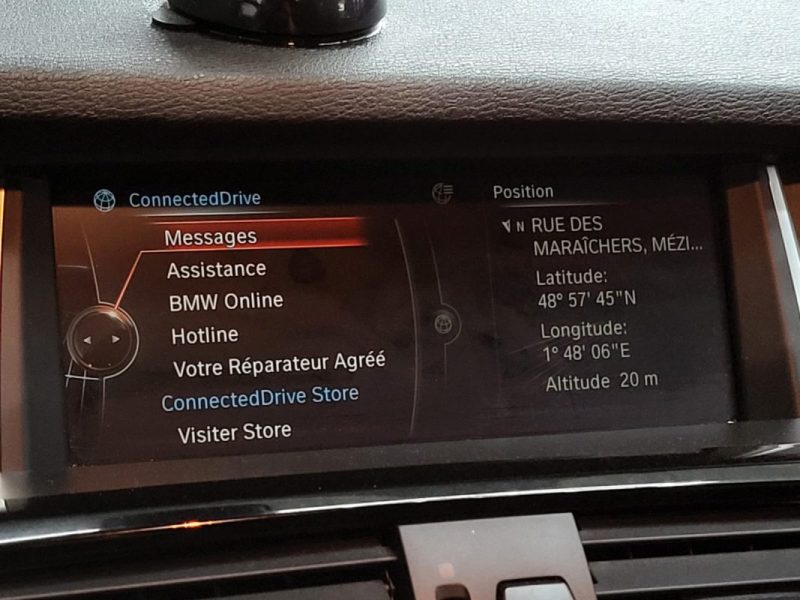 ConnectedDrive
Messages
Assistance
BMW Online
Hotline
Votre Réparateur Agréé
ConnectedDrive Store
Visiter Store
Position
N RUE DES
MARAÎCHERS, MÉZI...
Latitude:
48° 57' 45"N
Longitude:
1° 48' 06"E
Altitude 20 m